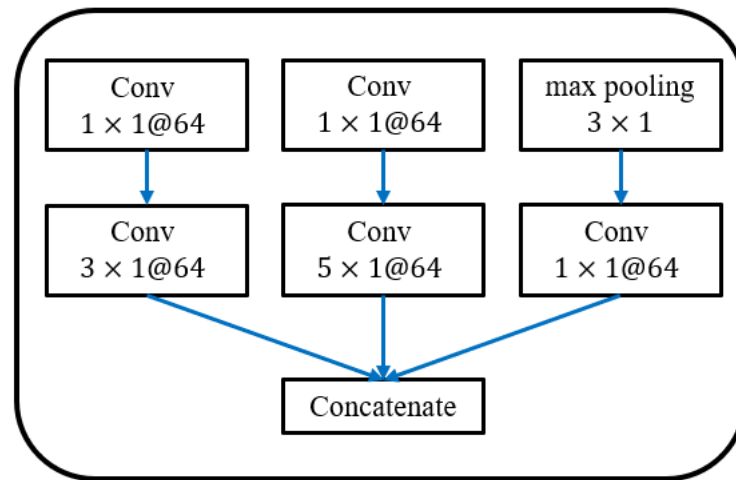 Conv
1 × 1@64
Conv
1 × 1@64
max pooling
3 × 1
Conv
3 × 1@64
Conv
5 × 1@64
Conv
1 × 1@64
Concatenate